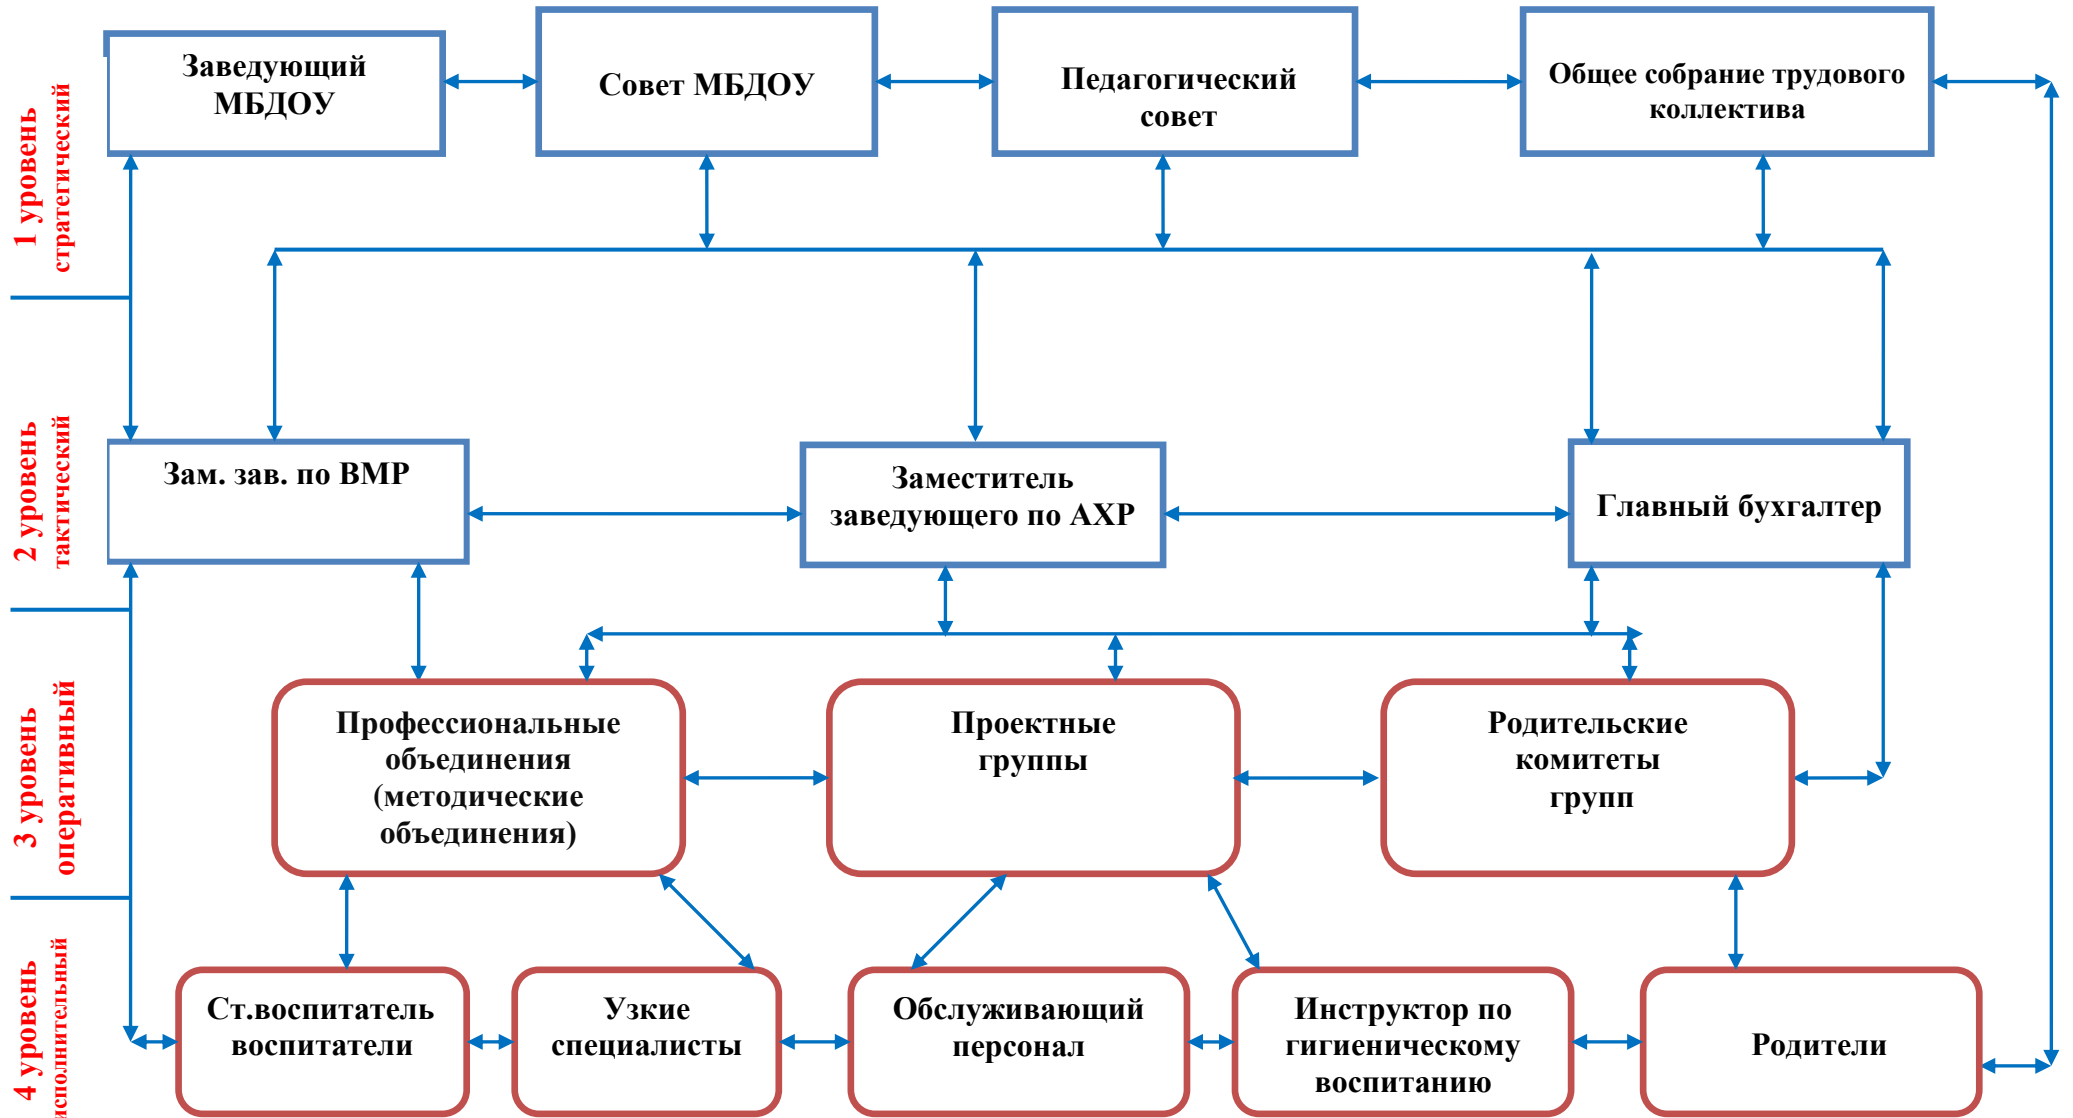 1 уровень
стратегический
Заведующий
МБДОУ
Совет МБДОУ
Педагогический
совет
Общее собрание трудового
коллектива
2 уровень
тактический
Зам. зав. по ВМР
Заместитель
заведующего по АХР
Главный бухгалтер
3 уровень
оперативный
Профессиональные
объединения
(методические
объединения)
Проектные
группы
Родительские
комитеты
групп
4 уровень
исполнительный
Ст.воспитатель
воспитатели
Узкие
специалисты
Обслуживающий
персонал
Инструктор по
гигиеническому
воспитанию
Родители